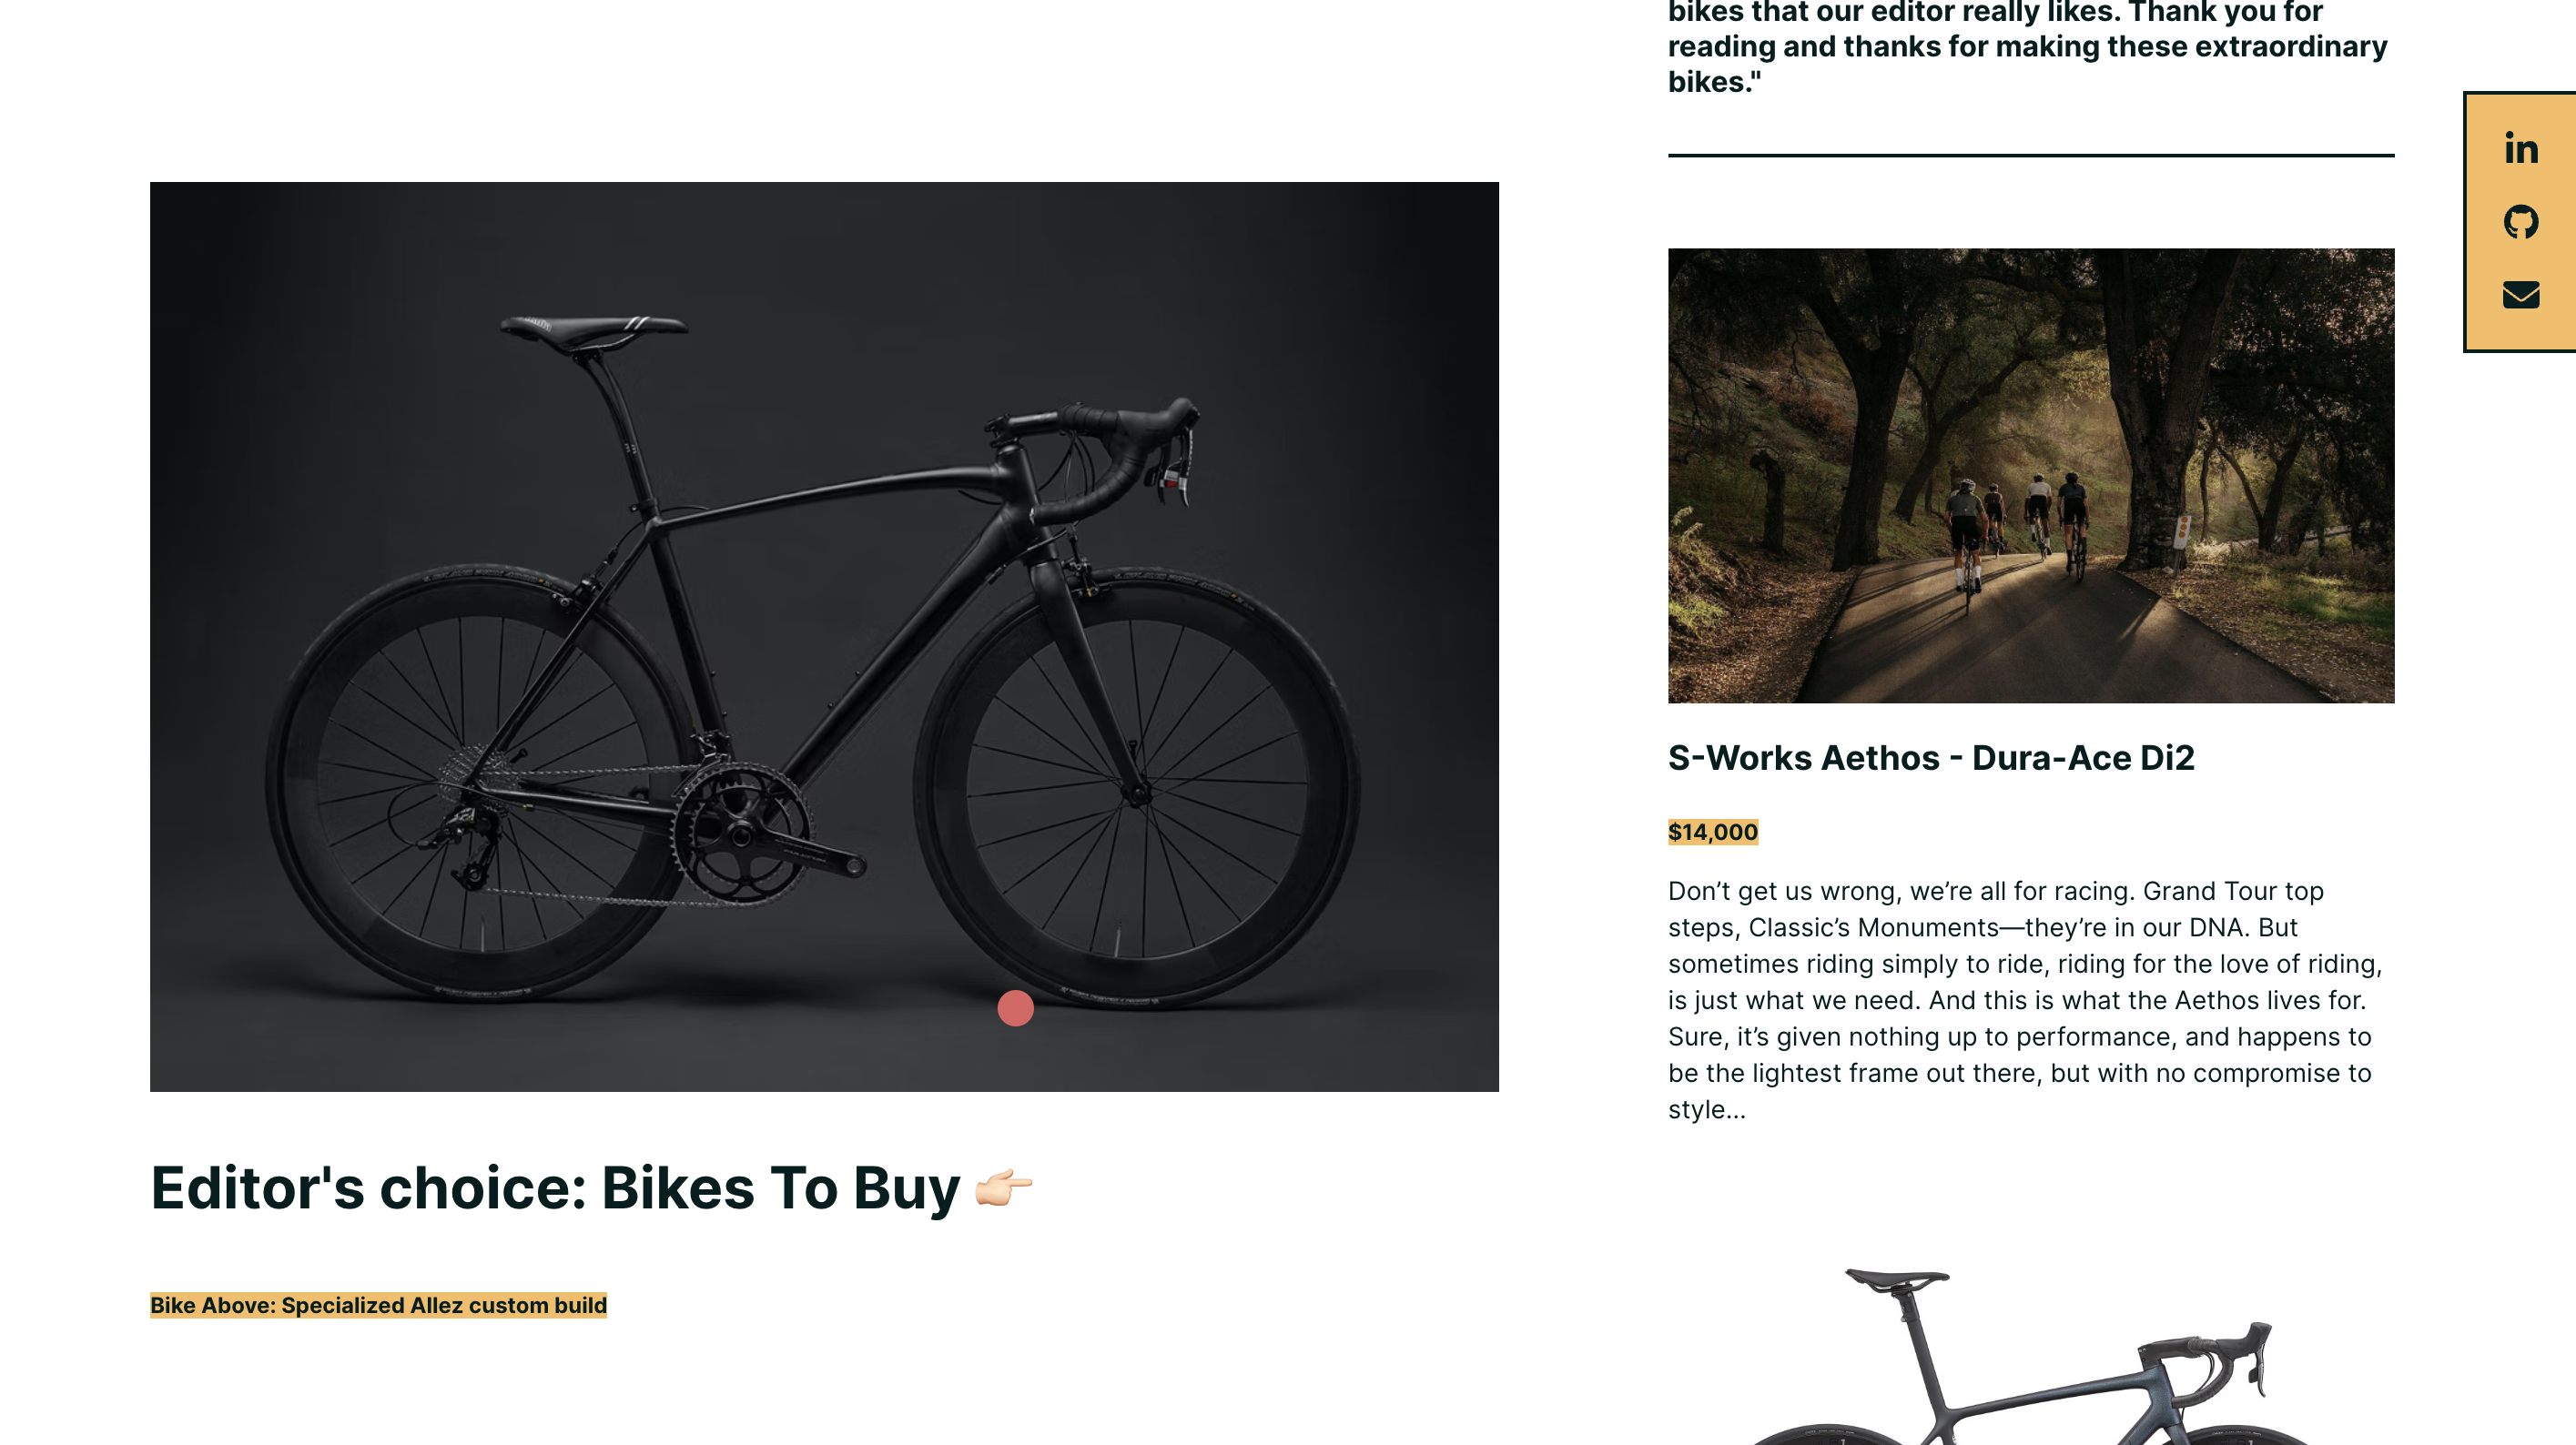 bikes that our editor really likes. Thank you for
reading and thanks for making these extraordinary
bikes."
in
S-Works Aethos - Dura-Ace Di2
$14,000
Don’t get us wrong, we’re all for racing. Grand Tour top
steps, Classic’s Monuments—they’re in our DNA. But
sometimes riding simply to ride, riding for the love of riding,
is just what we need. And this is what the Aethos lives for.
Sure, it’s given nothing up to performance, and happens to
be the lightest frame out there, but with no compromise to
style...
Editor's choice: Bikes To Buy 👉🏻
Bike Above: Specialized Allez custom build